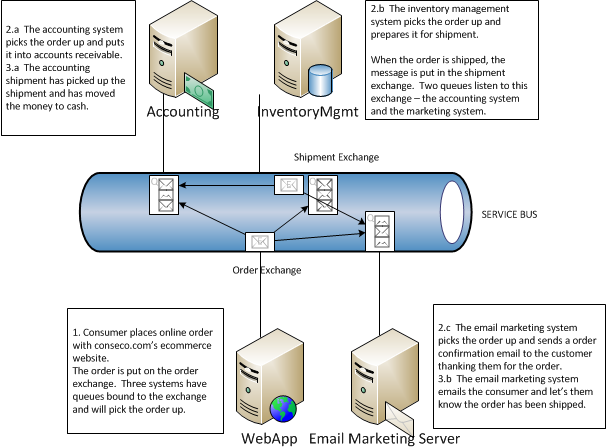 2.a The accounting system
picks the order up and puts
it into accounts receivable.
3.a The accounting
shipment has picked up the
shipment and has moved
the money to cash.
Accounting
InventoryMgmt
2.b The inventory management
system picks the order up and
prepares it for shipment.
When the order is shipped, the
message is put in the shipment
exchange. Two queues listen to this
exchange – the accounting system
and the marketing system.
Shipment Exchange
SERVICE BUS
Order Exchange
1. Consumer places online order
with conseco.com's ecommerce
website.
The order is put on the order
exchange. Three systems have
queues bound to the exchange
and will pick the order up.
WebApp
Email Marketing Server
2.c The email marketing system
picks the order up and sends a order
confirmation email to the customer
thanking them for the order.
3.b The email marketing system
emails the consumer and let's them
know the order has been shipped.